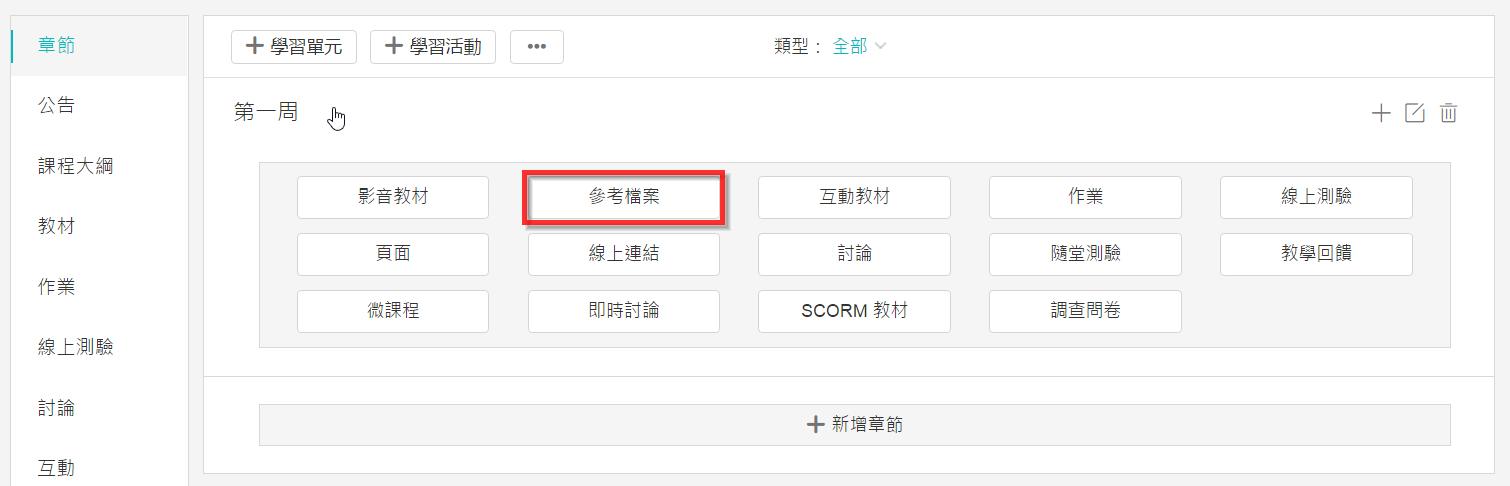 章節
公告
課程大綱
教材
作業
線上測驗
討論
互動
學習單元 學習活動 ••• 類型： 全部
第一周
影音教材 參考檔案 互動教材 作業 線上測驗
頁面 線上連結 討論 隨堂測驗 教學回饋
微課程 即時討論 SCORM 教材 調查問卷
新增章節